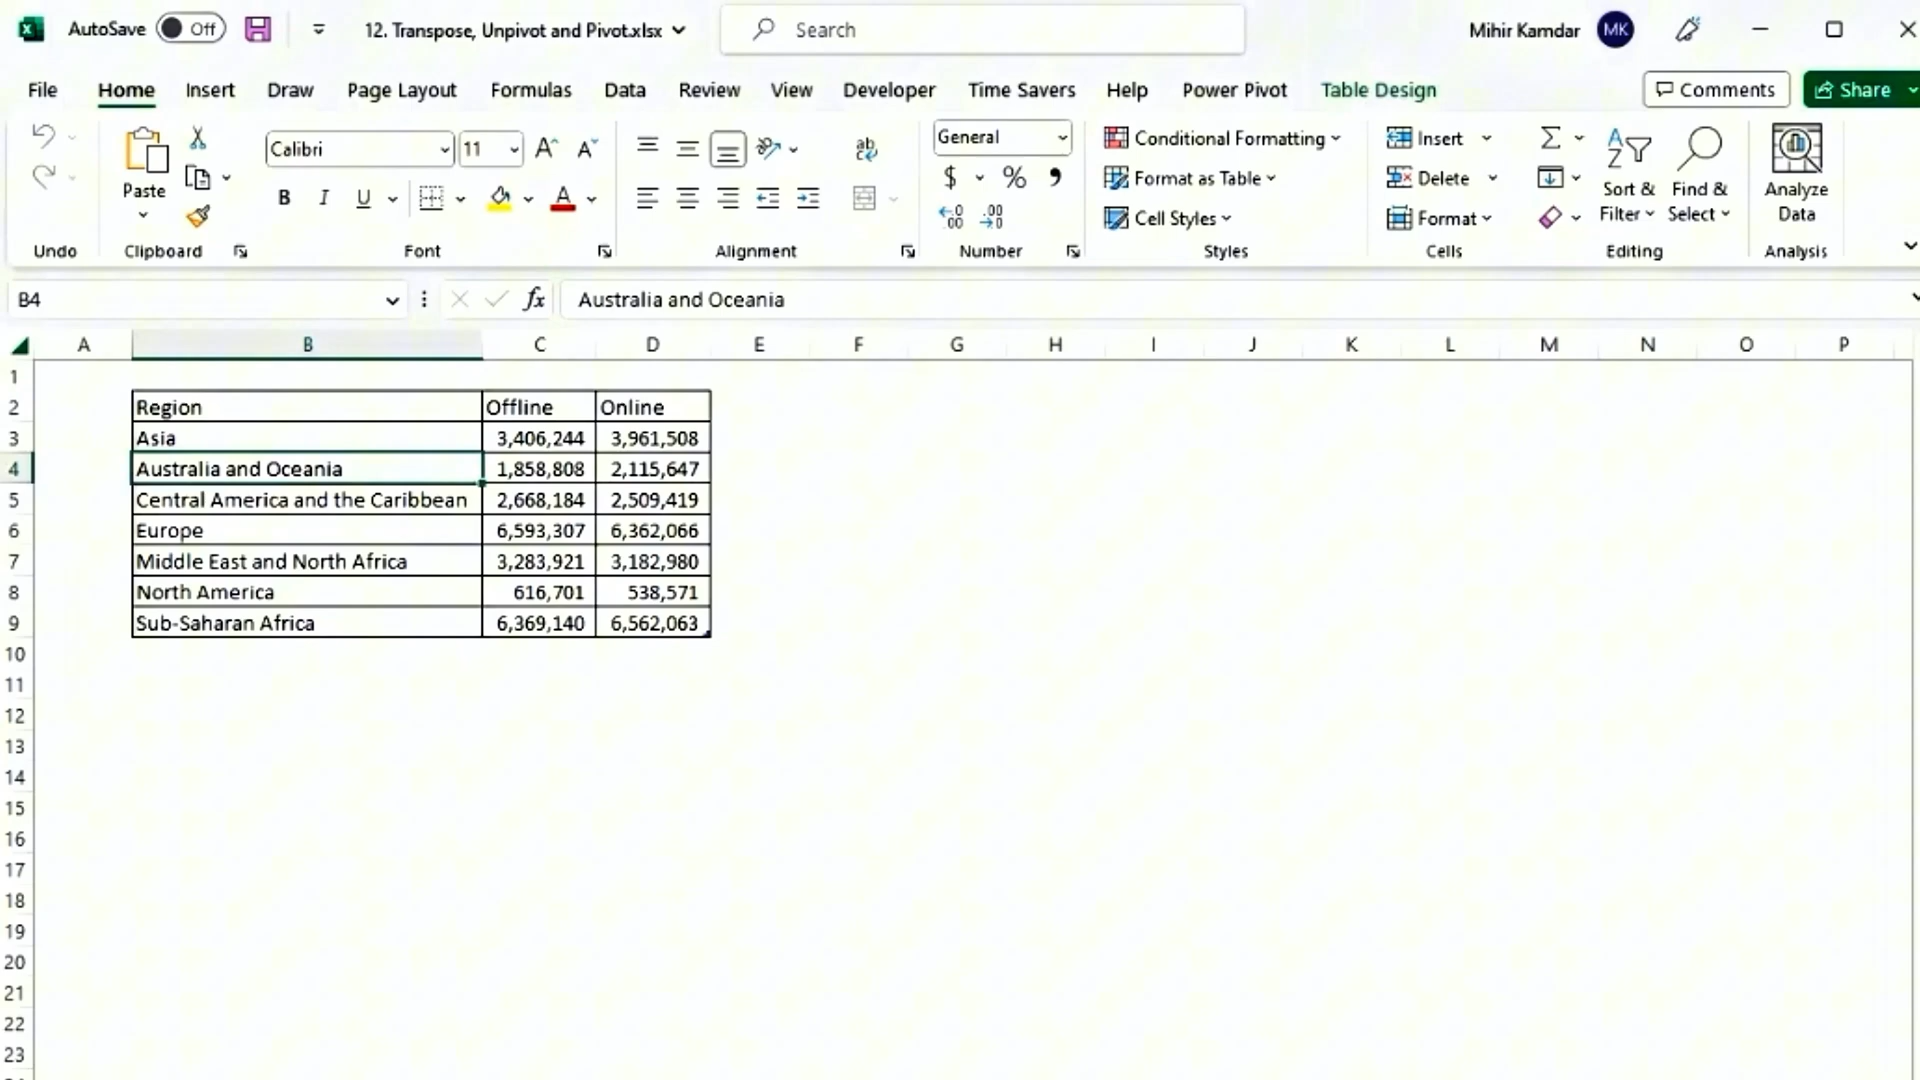 AutoSave Off 12. Transpose, Unpivot and Pivot.xlsx Search Mihir Kamdar MK
File Home Insert Draw Page Layout Formulas Data Review View Developer Time Savers Help Power Pivot Table Design Comments Share
Calibri 11 General Conditional Formatting Insert
Paste B I U $ % Format as Table Delete Sort & Filter Find & Select Analyze Data
Cell Styles Format
Undo Clipboard Font Alignment Number Styles Cells Editing Analysis
B4 fx Australia and Oceania
A B C D E F G H I J K L M N O P
1
2 Region Offline Online
3 Asia 3,406,244 3,961,508
4 Australia and Oceania 1,858,808 2,115,647
5 Central America and the Caribbean 2,668,184 2,509,419
6 Europe 6,593,307 6,362,066
7 Middle East and North Africa 3,283,921 3,182,980
8 North America 616,701 538,571
9 Sub-Saharan Africa 6,369,140 6,562,063
10
11
12
13
14
15
16
17
18
19
20
21
22
23